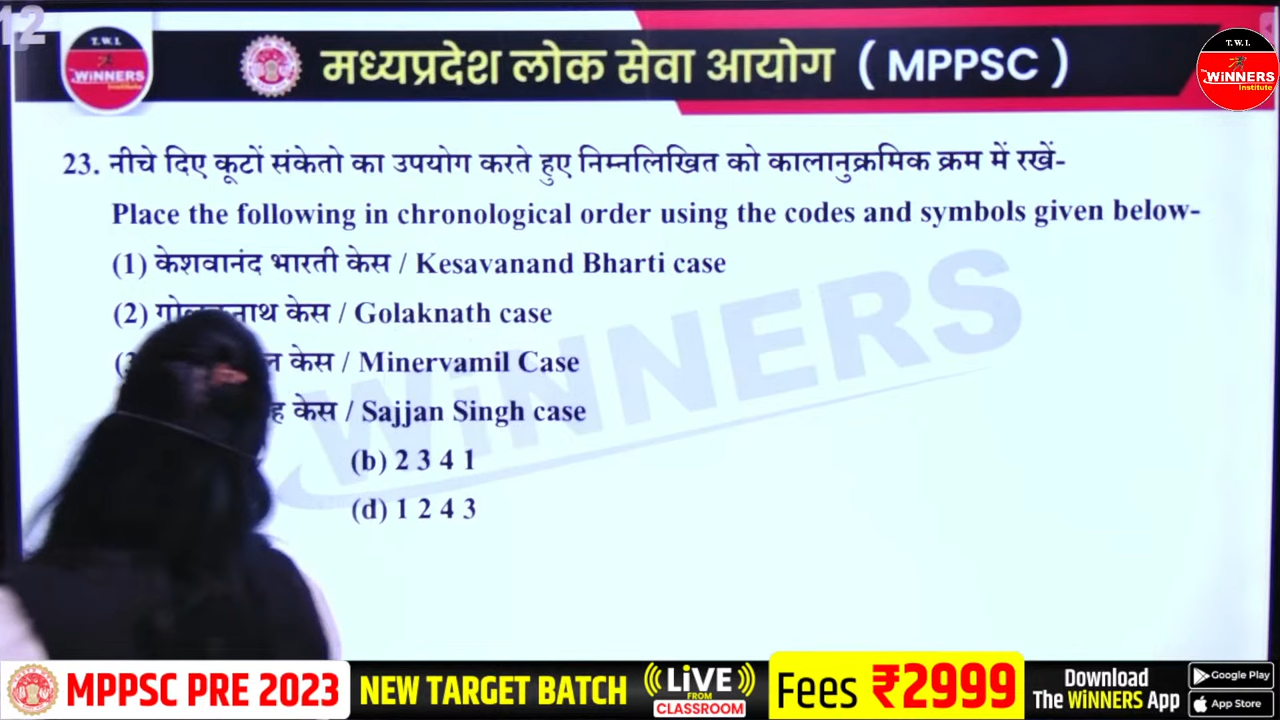 12
T.W.I.
WiNNERS
Institute
मध्यप्रदेश लोक सेवा आयोग ( MPPSC )
T.W.I.
The WiNNERS
Institute
23. नीचे दिए कूटों संकेतो का उपयोग करते हुए निम्नलिखित को कालानुक्रमिक क्रम में रखें-
Place the following in chronological order using the codes and symbols given below-
(1) केशवानंद भारती केस / Kesavanand Bharti case
(2) केस / Golaknath case
केस / Minervamil Case
केस / Sajjan Singh case
(b) 2 3 4 1
(d) 1 2 4 3
WiNNERS
MPPSC PRE 2023
NEW TARGET BATCH
LiVE
FROM
CLASSROOM
Fees ₹2999
Download
The WiNNERS App
Google Play
App Store